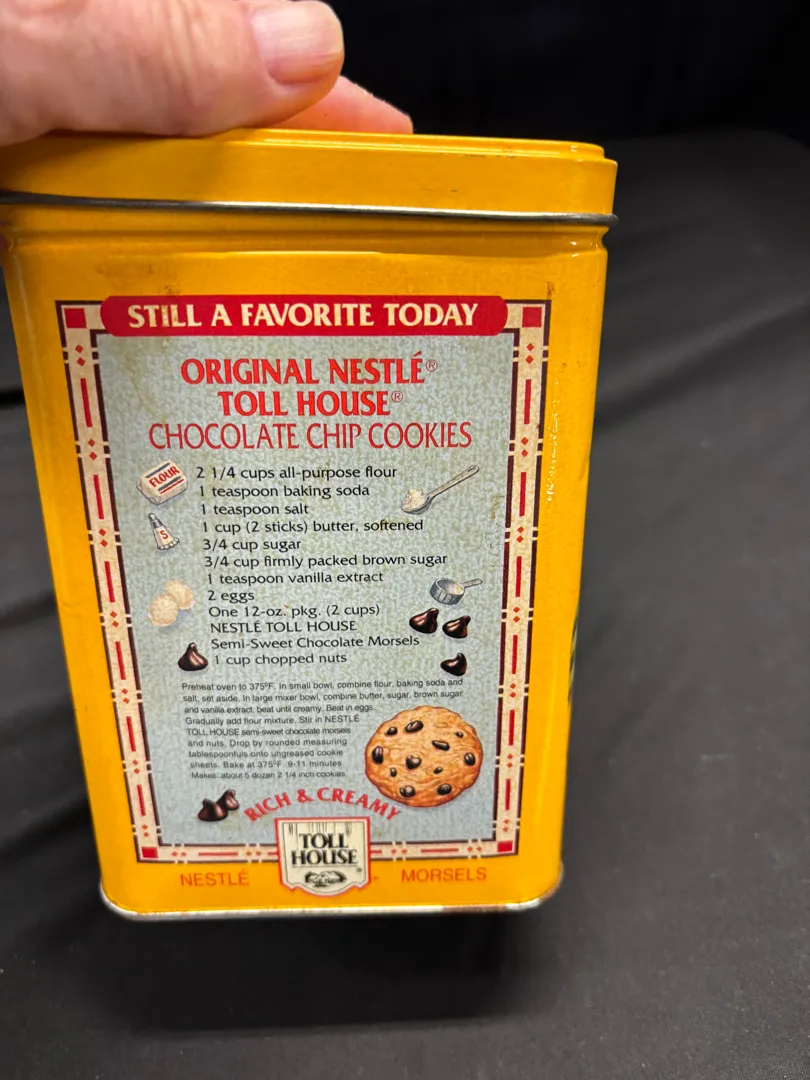 STILL A FAVORITE TODAY
ORIGINAL NESTLÉ®
TOLL HOUSE®
CHOCOLATE CHIP COOKIES
FLOUR
2 1/4 cups all-purpose flour
1 teaspoon baking soda
1 teaspoon salt
S
1 cup (2 sticks) butter, softened
3/4 cup sugar
3/4 cup firmly packed brown sugar
1 teaspoon vanilla extract
2 eggs
One 12-oz. pkg. (2 cups)
NESTLÉ TOLL HOUSE
Semi-Sweet Chocolate Morsels
1 cup chopped nuts
Preheat oven to 375ºF. In small bowl, combine flour, baking soda and
salt; set aside. In large mixer bowl, combine butter, sugar, brown sugar
and vanilla extract; beat until creamy. Beat in eggs.
Gradually add flour mixture. Stir in NESTLÉ
TOLL HOUSE semi-sweet chocolate morsels
and nuts. Drop by rounded measuring
tablespoonfuls onto ungreased cookie
sheets. Bake at 375ºF 9-11 minutes.
Makes: about 5 dozen 2 1/4 inch cookies.
RICH & CREAMY
TOLL
HOUSE
NESTLÉ
MORSELS